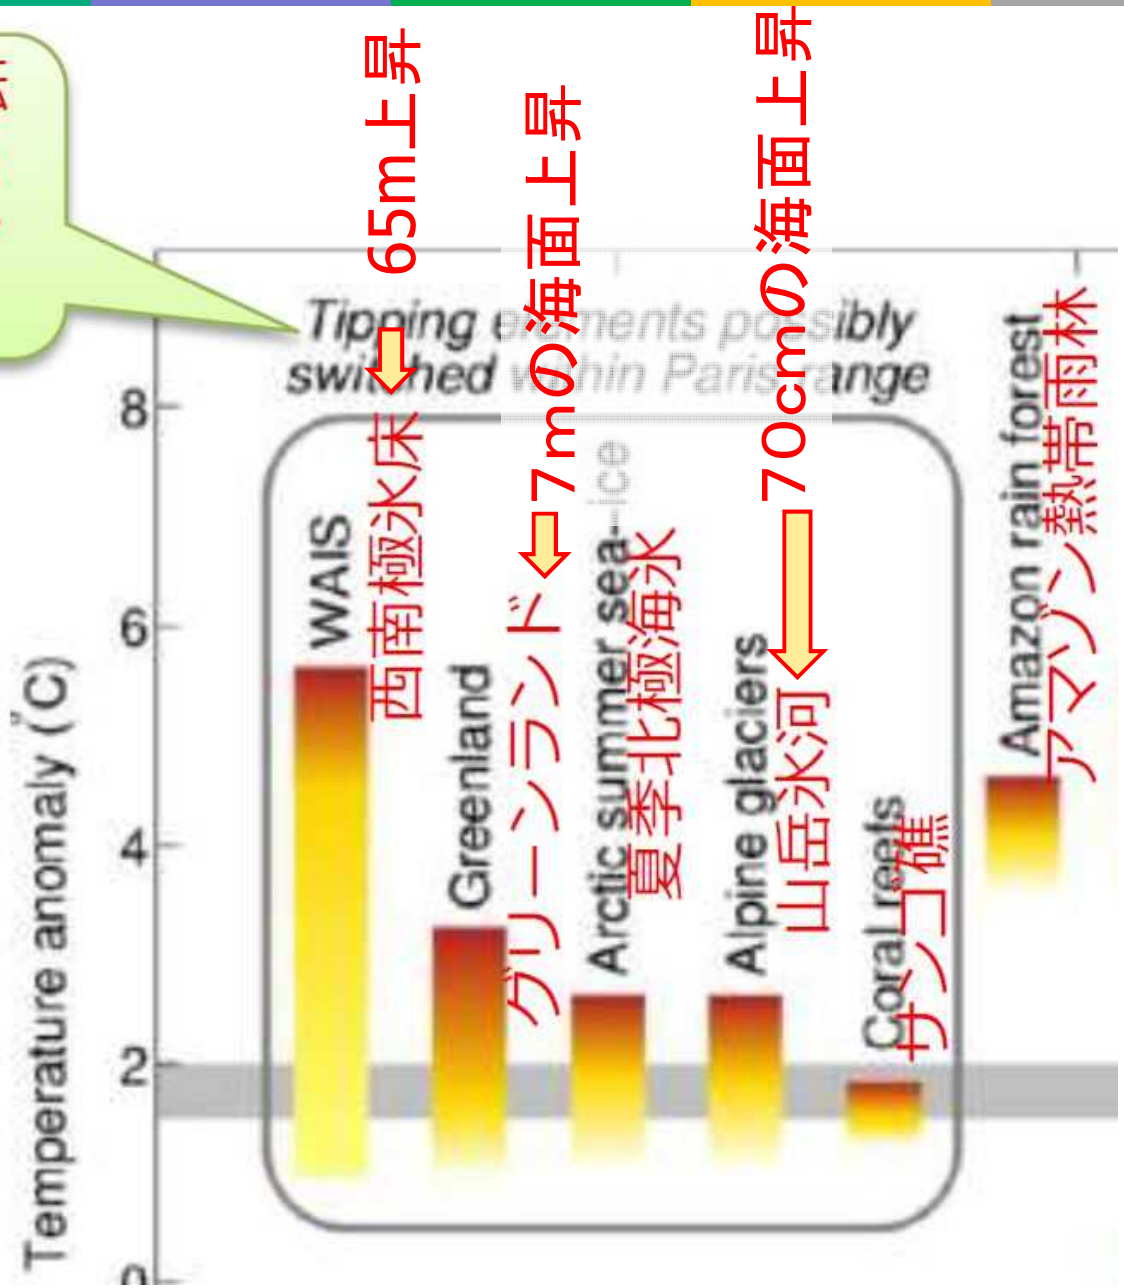 65m上昇
7mの海面上昇
70cmの海面上昇
Tipping elements possibly
switched within Paris range
8
6
4
2
0
Temperature anomaly (°C)
WAIS
西南極氷床
Greenland
グリーンランド
Arctic summer sea-ice
夏季北極海氷
Alpine glaciers
山岳氷河
Coral reefs
サンゴ礁
Amazon rain forest
アマゾン熱帯雨林